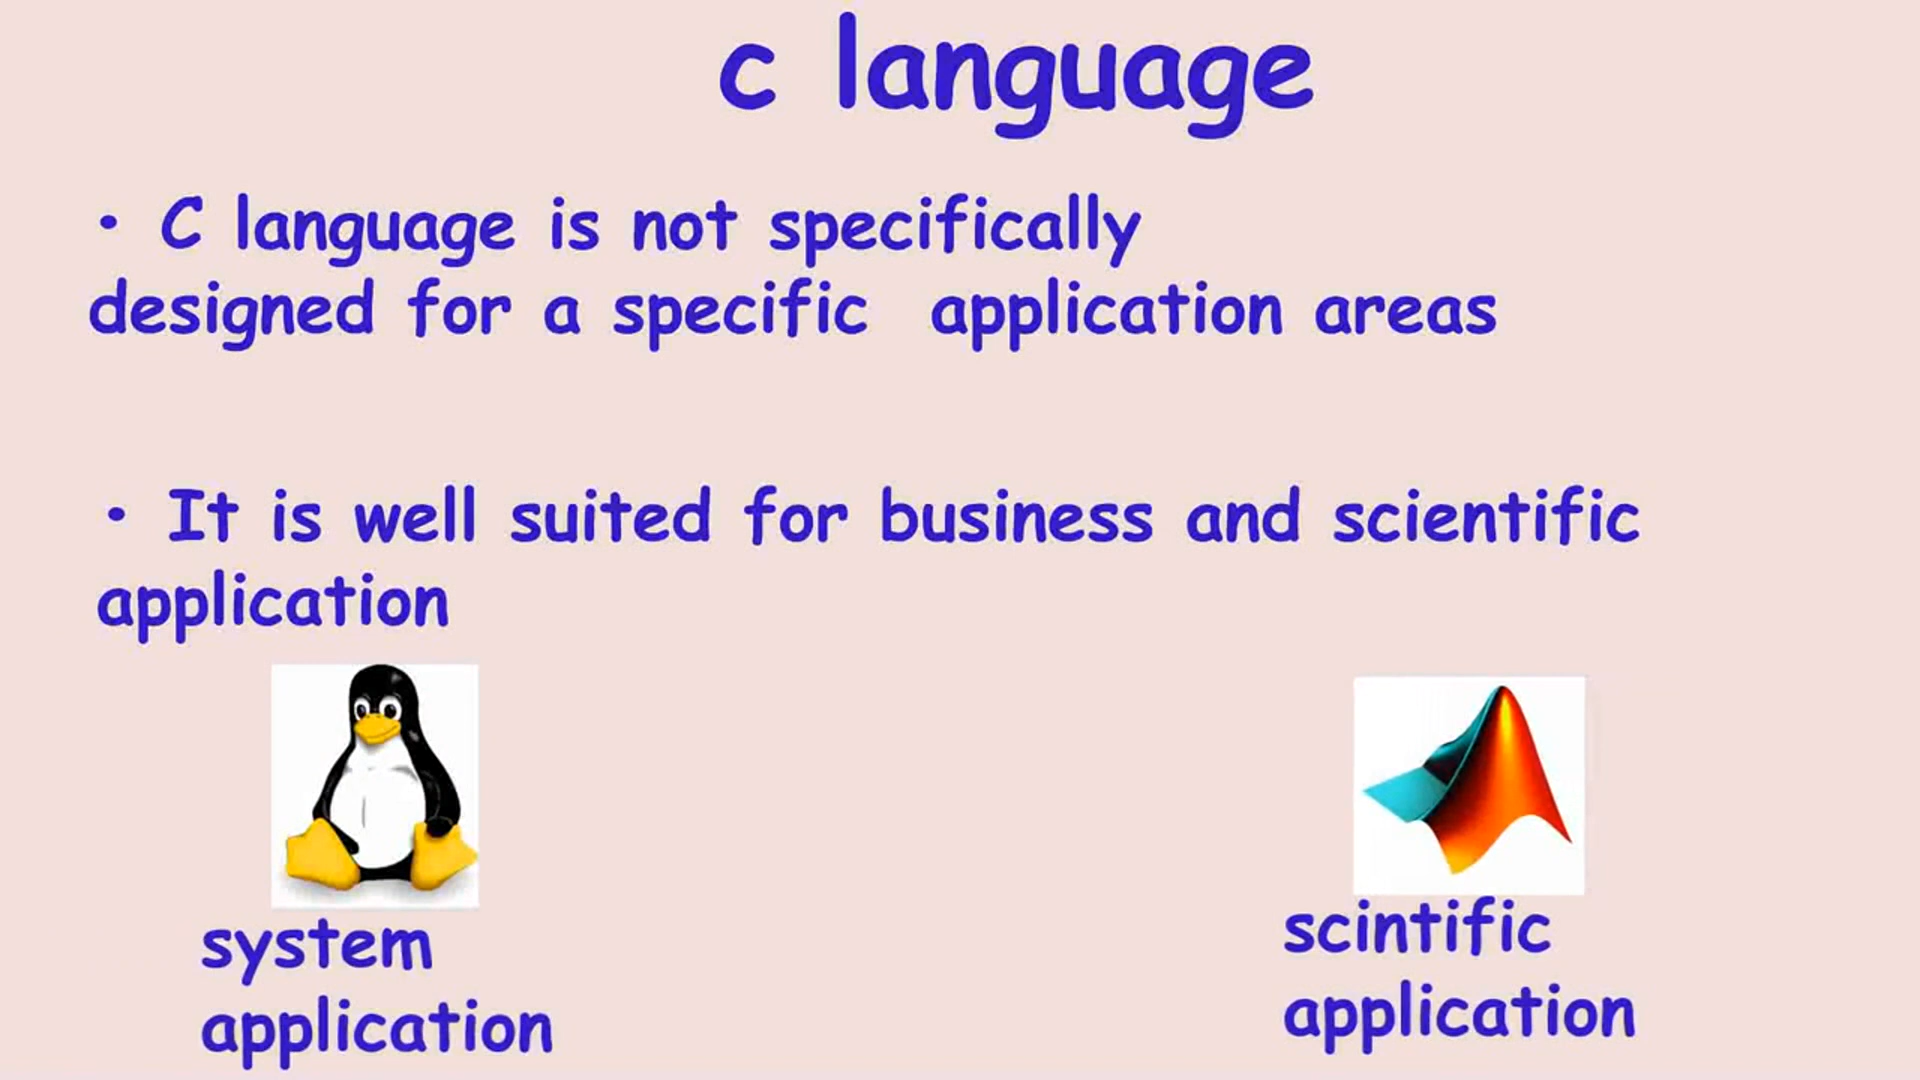 c language
• C language is not specifically
designed for a specific application areas
• It is well suited for business and scientific
application
system
application
scintific
application